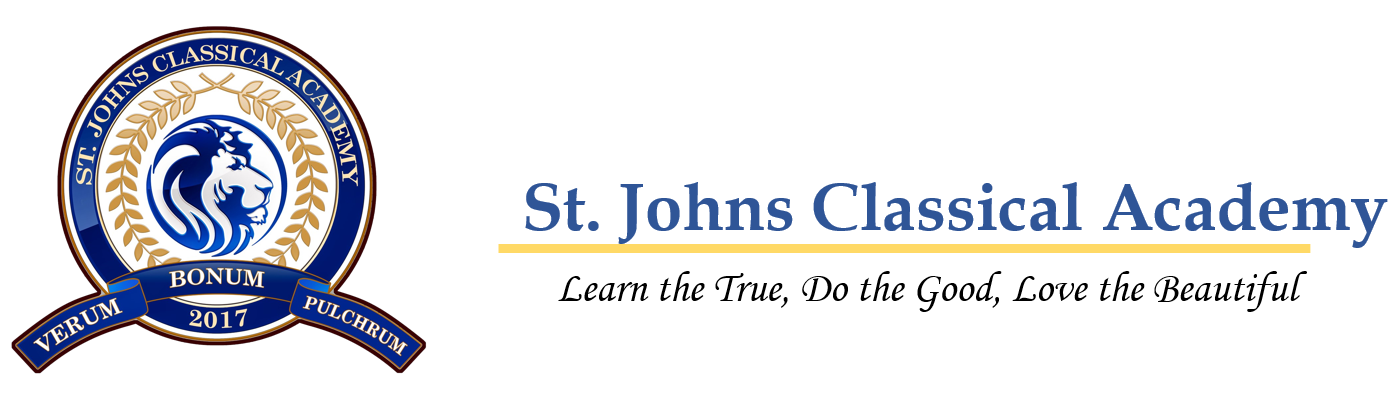 ST. JOHNS CLASSICAL ACADEMY
VERUM
BONUM
PULCHRUM
2017
St. Johns Classical Academy
Learn the True, Do the Good, Love the Beautiful